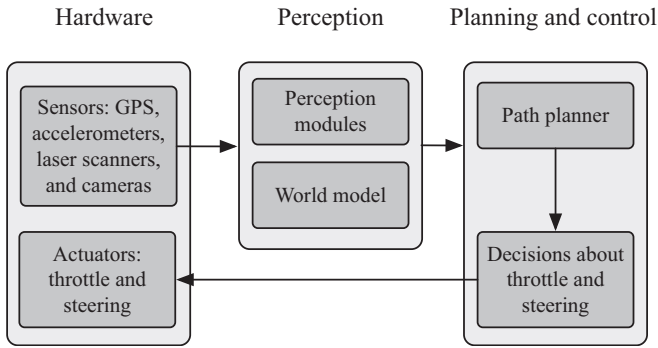 Hardware
Perception
Planning and control
Sensors: GPS,
accelerometers,
laser scanners,
and cameras
Actuators:
throttle and
steering
Perception
modules
World model
Path planner
Decisions about
throttle and
steering